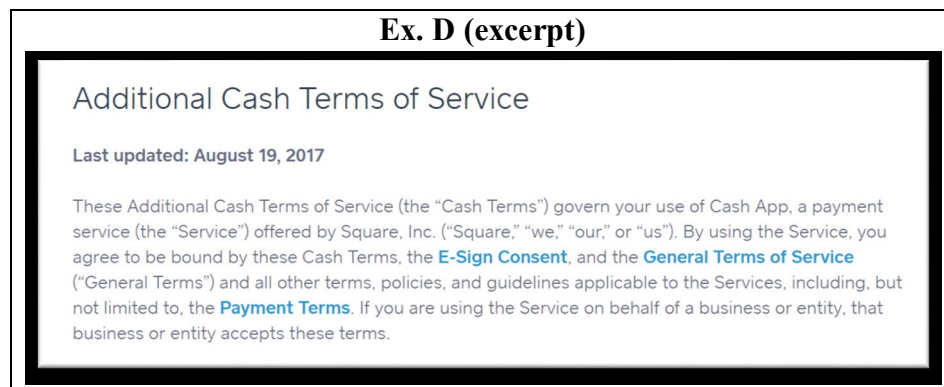 Ex. D (excerpt)
Additional Cash Terms of Service
Last updated: August 19, 2017
These Additional Cash Terms of Service (the “Cash Terms”) govern your use of Cash App, a payment
service (the “Service”) offered by Square, Inc. (“Square,” “we,” “our,” or “us”). By using the Service, you
agree to be bound by these Cash Terms, the E-Sign Consent, and the General Terms of Service
(“General Terms”) and all other terms, policies, and guidelines applicable to the Services, including, but
not limited to, the Payment Terms. If you are using the Service on behalf of a business or entity, that
business or entity accepts these terms.